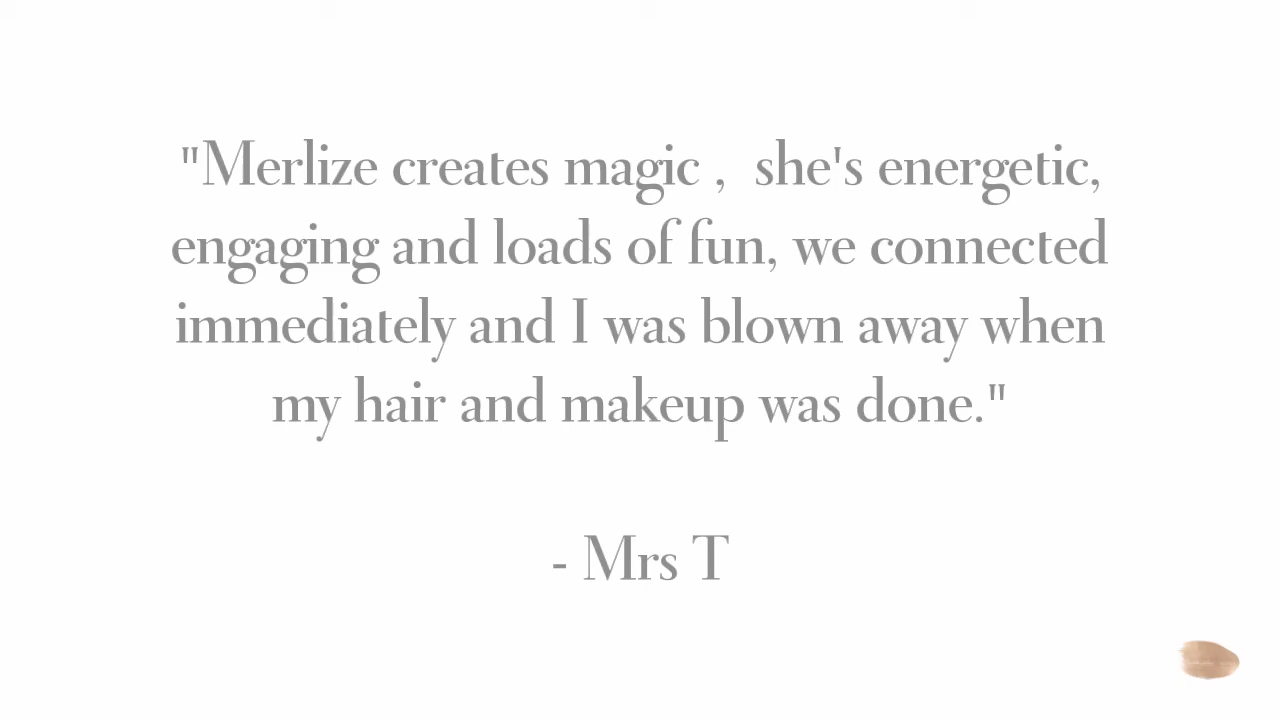 "Merlize creates magic ,  she's energetic,
engaging and loads of fun, we connected
immediately and I was blown away when
my hair and makeup was done."
- Mrs T